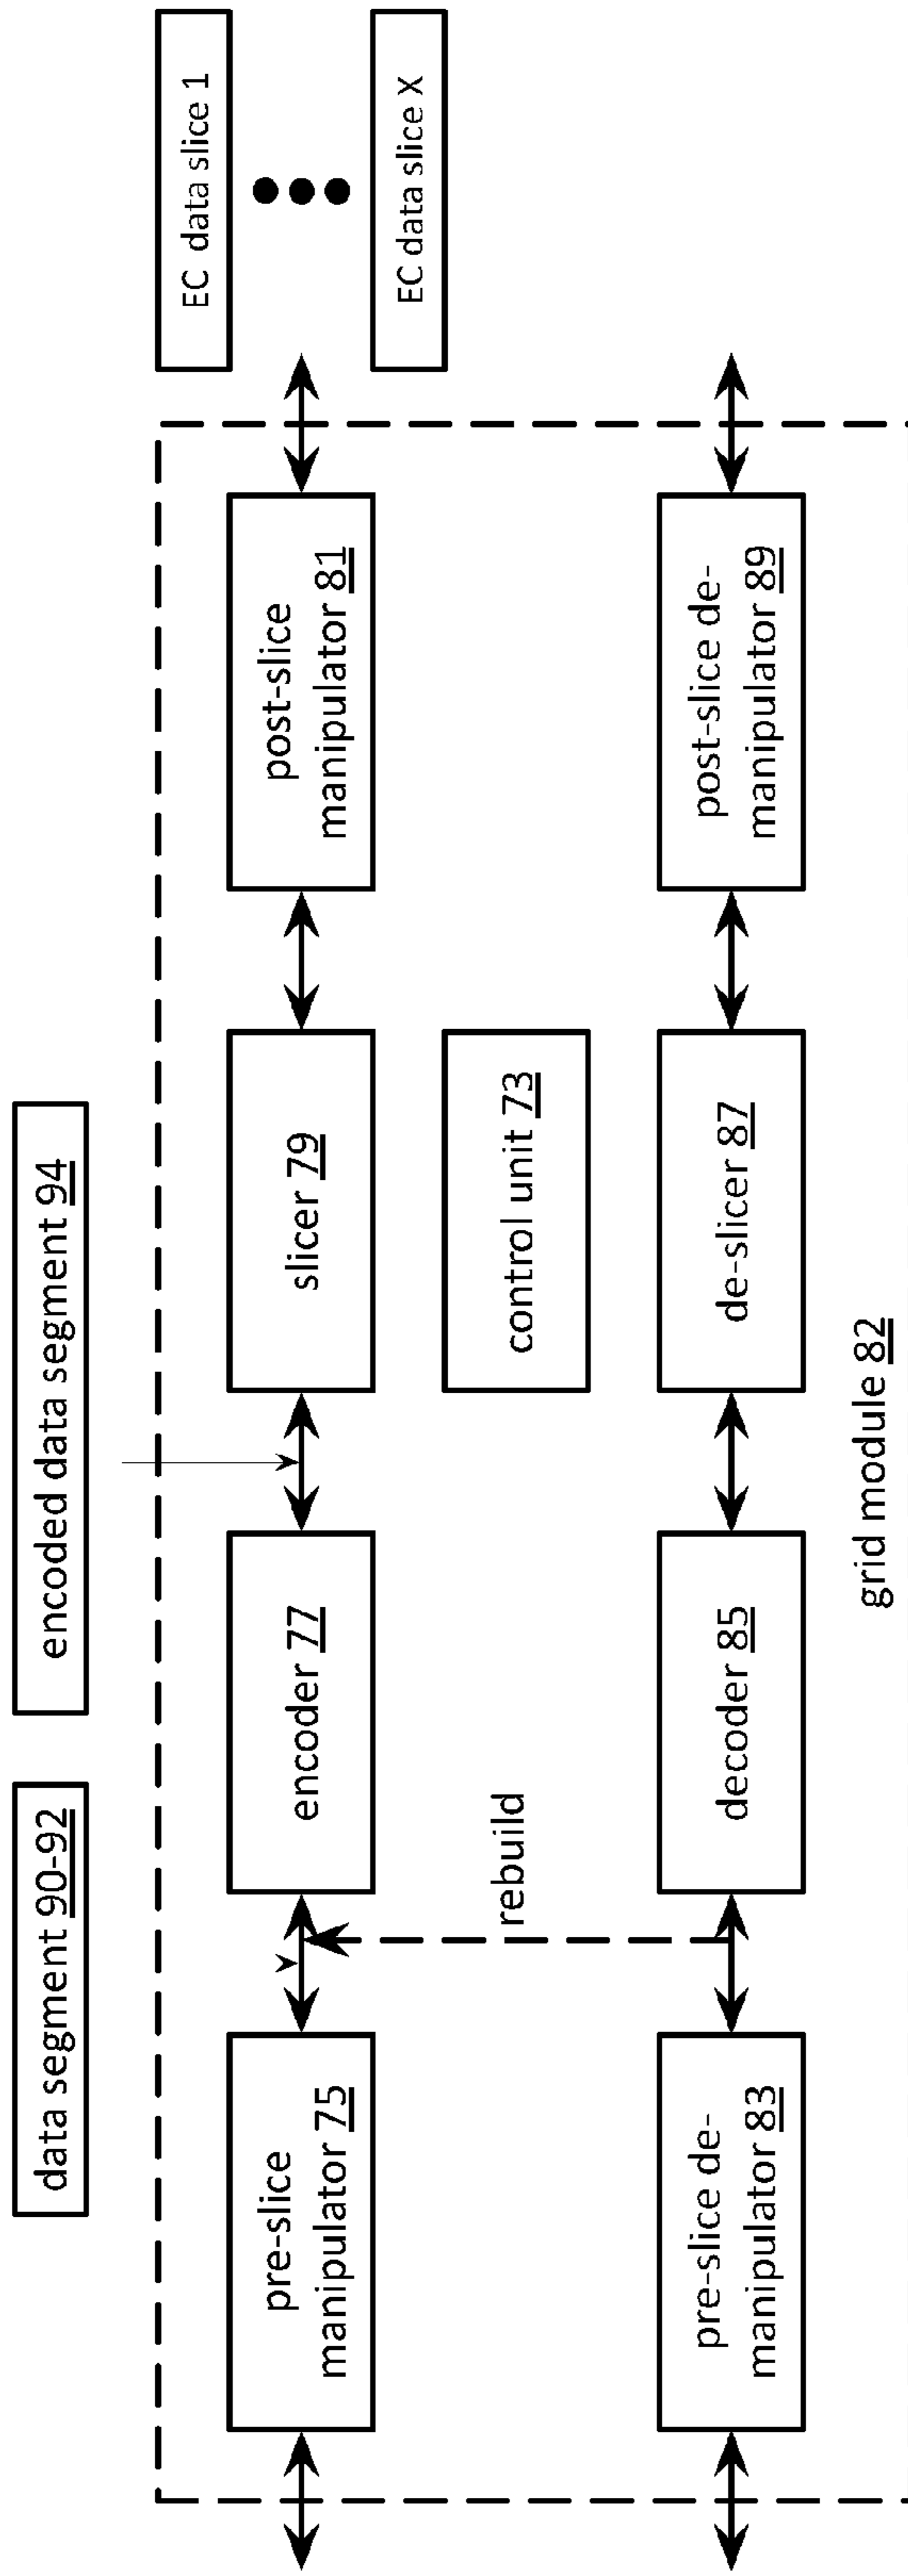 data segment 90-92
encoded data segment 94
EC data slice 1
EC data slice X
pre-slice
manipulator 75
encoder 77
slicer 79
post-slice
manipulator 81
rebuild
control unit 73
pre-slice de-
manipulator 83
decoder 85
de-slicer 87
post-slice de-
manipulator 89
grid module 82